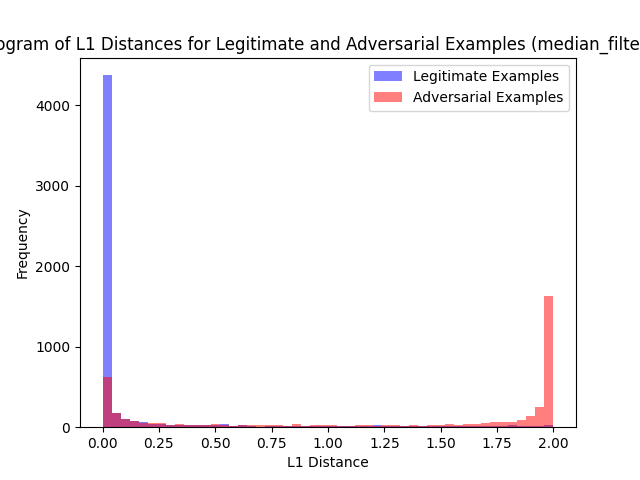 ogram of L1 Distances for Legitimate and Adversarial Examples (median_filte
Legitimate Examples
Adversarial Examples
4000
3000
2000
1000
0
Frequency
0.00 0.25 0.50 0.75 1.00 1.25 1.50 1.75 2.00
L1 Distance